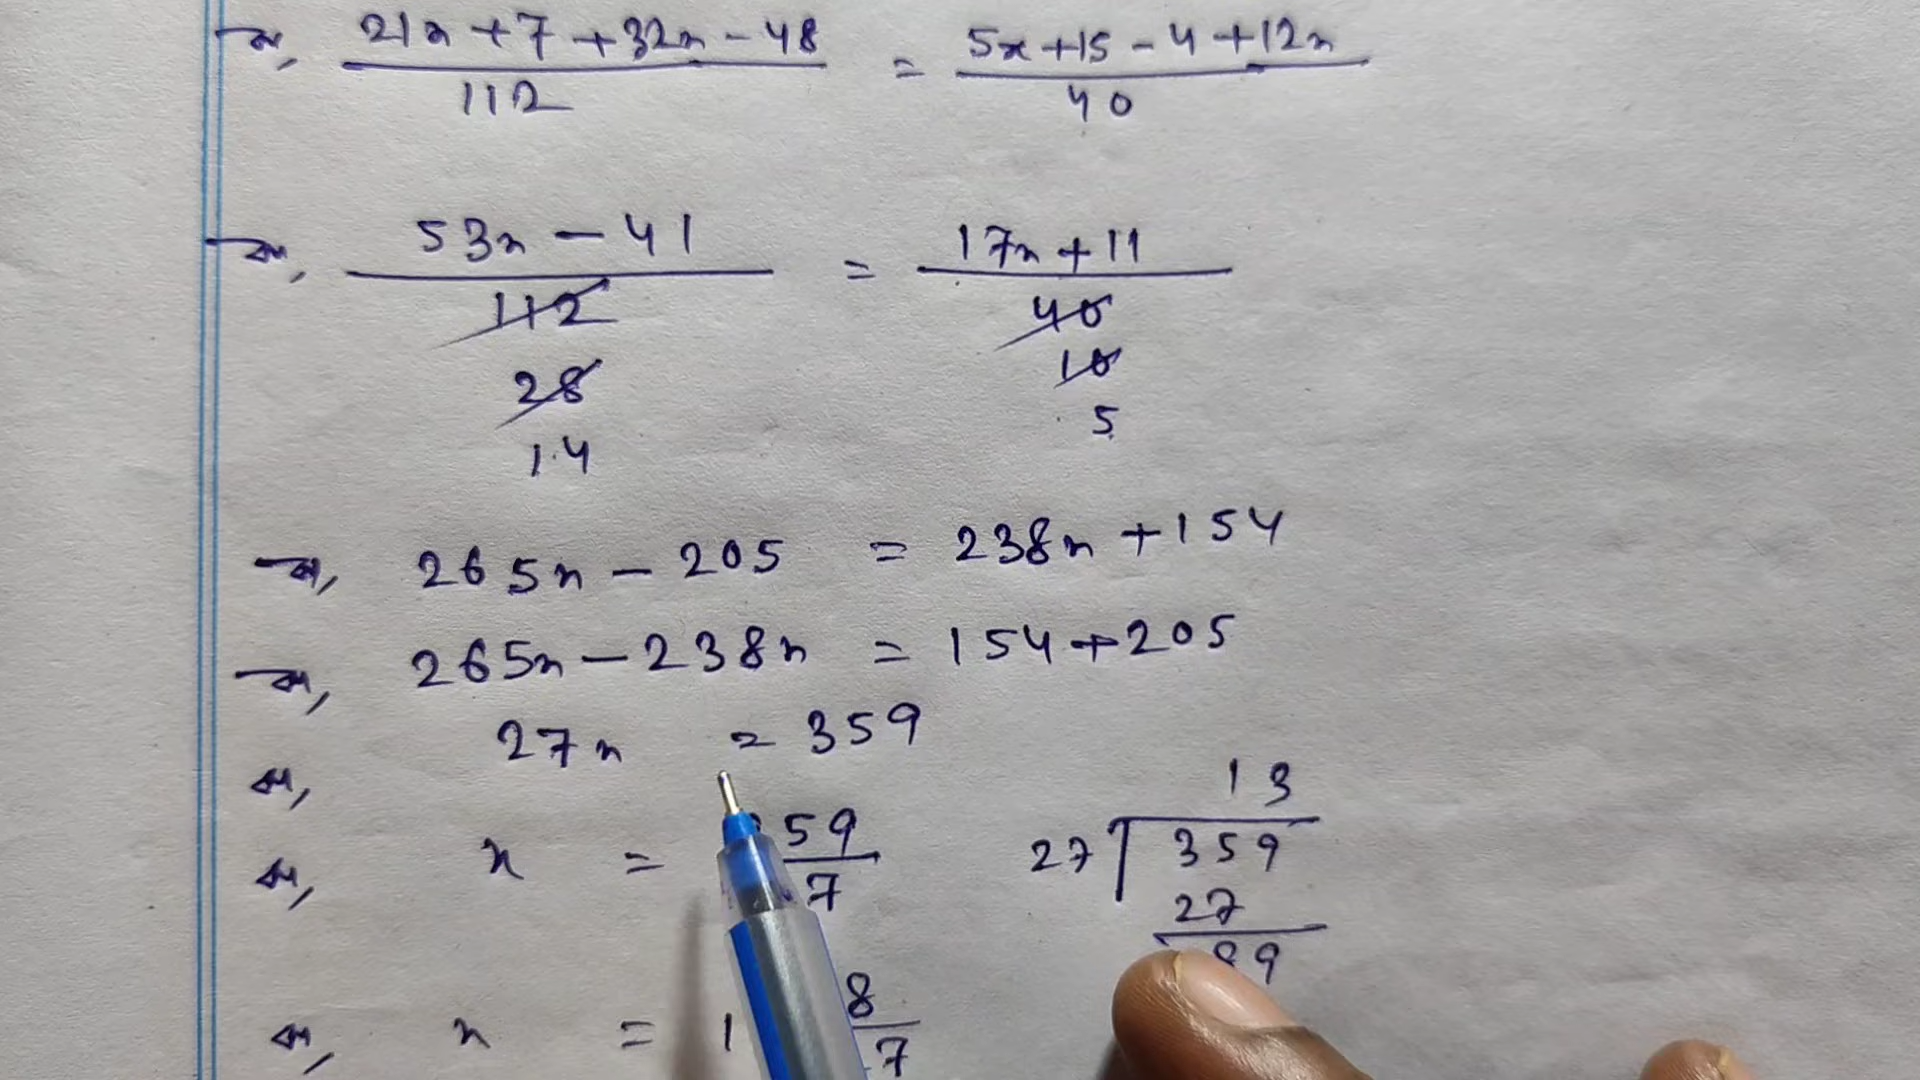 বা, 21x + 7 + 32x - 48 / 112 = 5x + 15 - 4 + 12x / 40
বা, 53x - 41 / 112 = 17x + 11 / 40
28 10
14 5
বা, 265x - 205 = 238x + 154
বা, 265x - 238x = 154 + 205
বা, 27x = 359
বা, x = 59 / 7
13
27 359
27
89
বা, x = 1 8 / 7